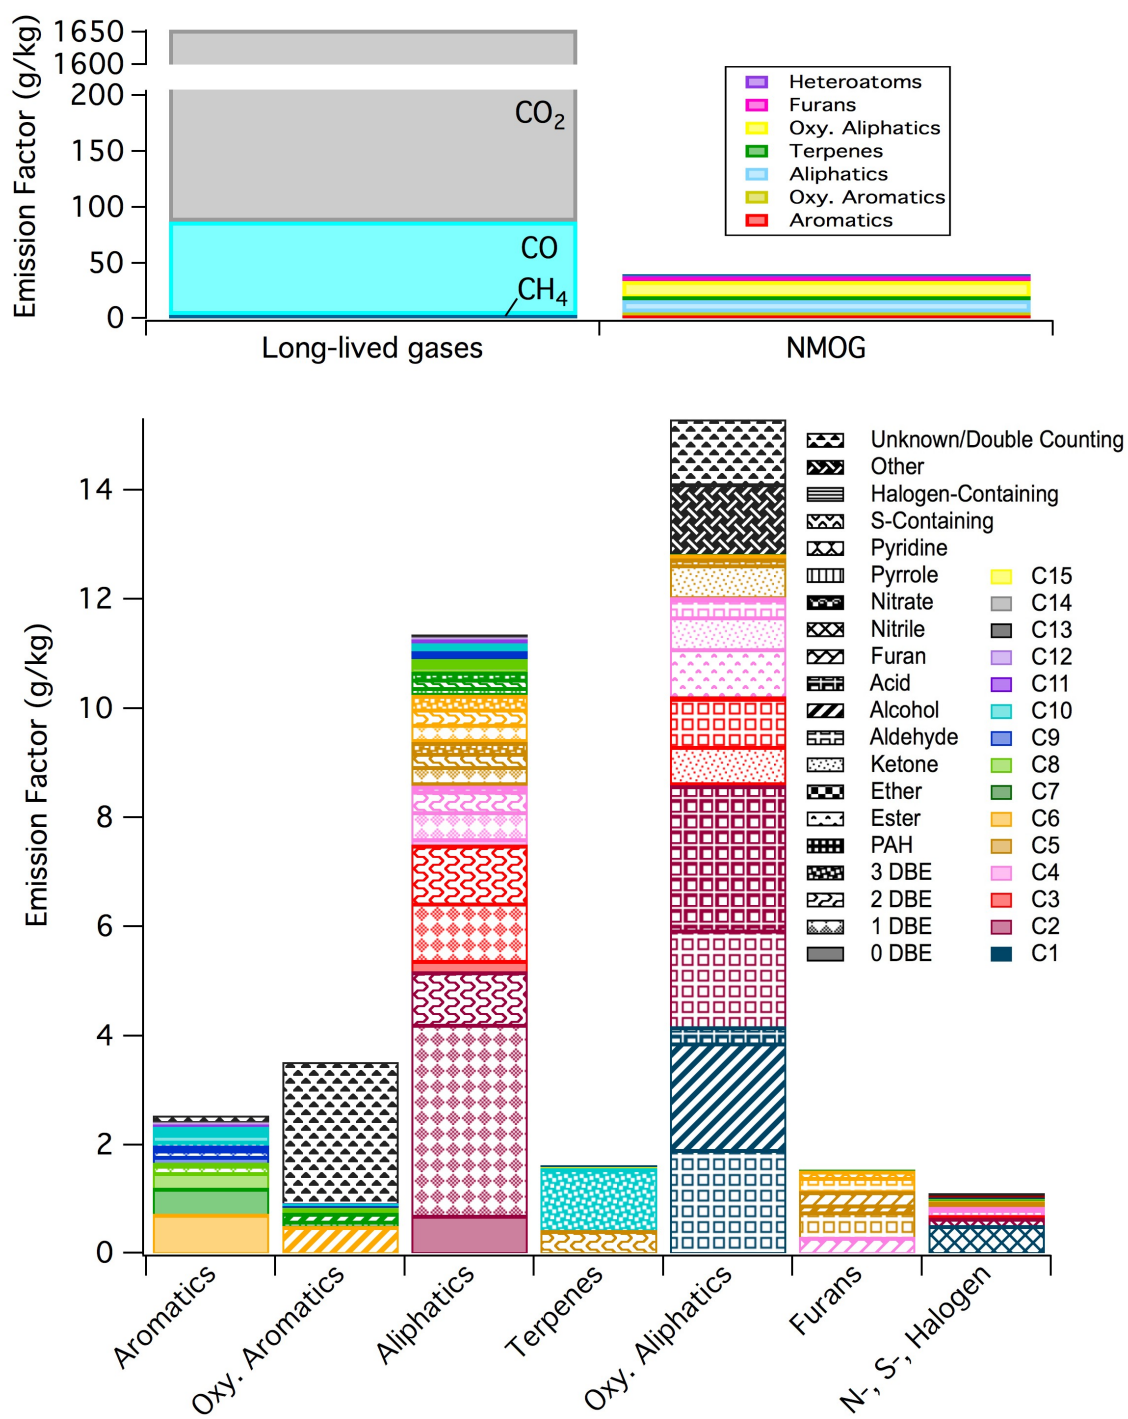 Emission Factor (g/kg)
1650
1600
200
150
100
50
0
CO2
CO
CH4
Long-lived gases
NMOG
Heteroatoms
Furans
Oxy. Aliphatics
Terpenes
Aliphatics
Oxy. Aromatics
Aromatics
Emission Factor (g/kg)
14
12
10
8
6
4
2
0
Unknown/Double Counting
Other
Halogen-Containing
S-Containing
Pyridine
Pyrrole
Nitrate
Nitrile
Furan
Acid
Alcohol
Aldehyde
Ketone
Ether
Ester
PAH
3 DBE
2 DBE
1 DBE
0 DBE
C15
C14
C13
C12
C11
C10
C9
C8
C7
C6
C5
C4
C3
C2
C1
Aromatics
Oxy. Aromatics
Aliphatics
Terpenes
Oxy. Aliphatics
Furans
N-, S-, Halogen